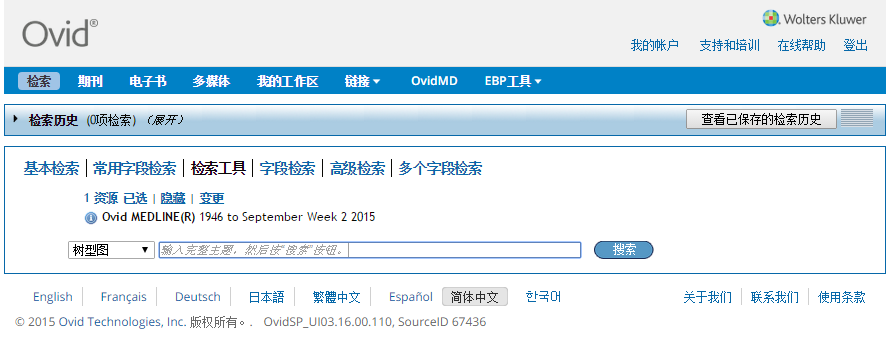 Ovid®
Wolters Kluwer
我的帐户 支持和培训 在线帮助 登出
检索 期刊 电子书 多媒体 我的工作区 链接 OvidMD EBP工具
检索历史 (0项检索) (展开) 查看已保存的检索历史
基本检索 常用字段检索 检索工具 字段检索 高级检索 多个字段检索
1 资源 已选 | 隐藏 | 变更
Ovid MEDLINE(R) 1946 to September Week 2 2015
树型图 输入完整主题，然后按“搜索”按钮。 搜索
English Français Deutsch 日本語 繁體中文 Español 简体中文 한국어 关于我们 联系我们 使用条款
© 2015 Ovid Technologies, Inc. 版权所有。. OvidSP_UI03.16.00.110, SourceID 67436